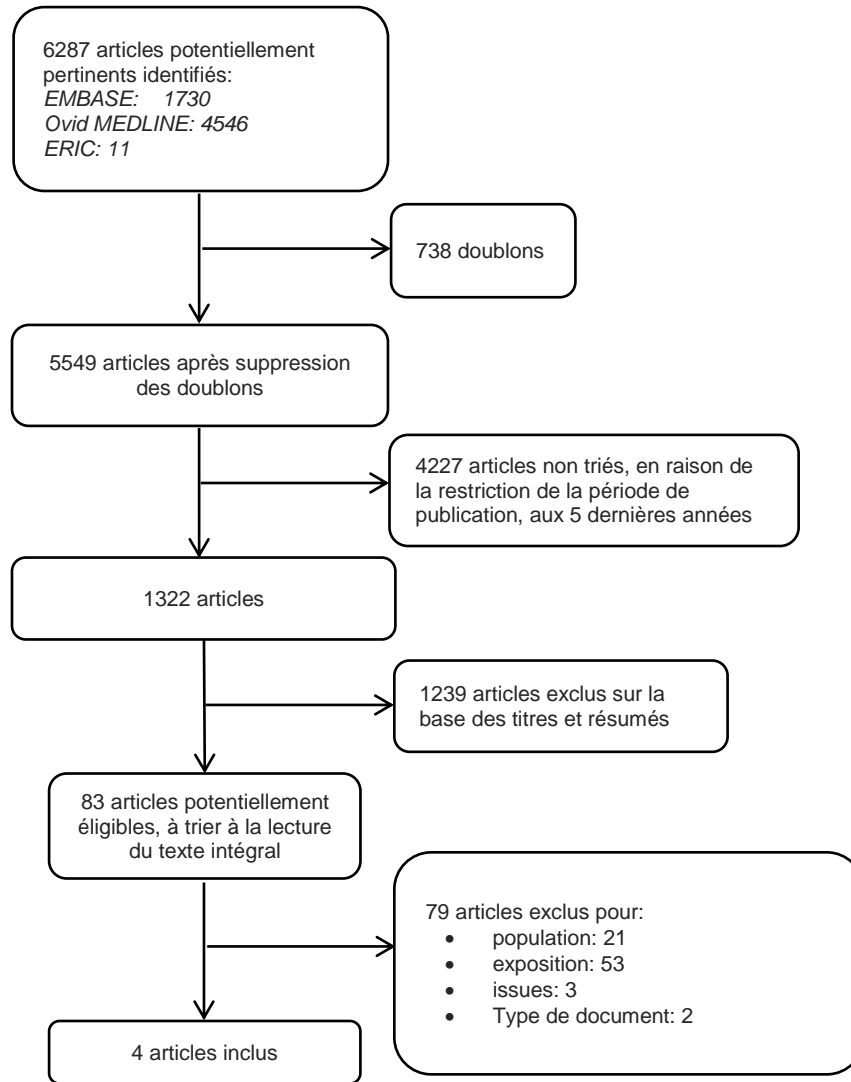 6287 articles potentiellement
pertinents identifiés:
EMBASE: 1730
Ovid MEDLINE: 4546
ERIC: 11
738 doublons
5549 articles après suppression
des doublons
4227 articles non triés, en raison de
la restriction de la période de
publication, aux 5 dernières années
1322 articles
1239 articles exclus sur la
base des titres et résumés
83 articles potentiellement
éligibles, à trier à la lecture
du texte intégral
79 articles exclus pour:
• population: 21
• exposition: 53
• issues: 3
• Type de document: 2
4 articles inclus